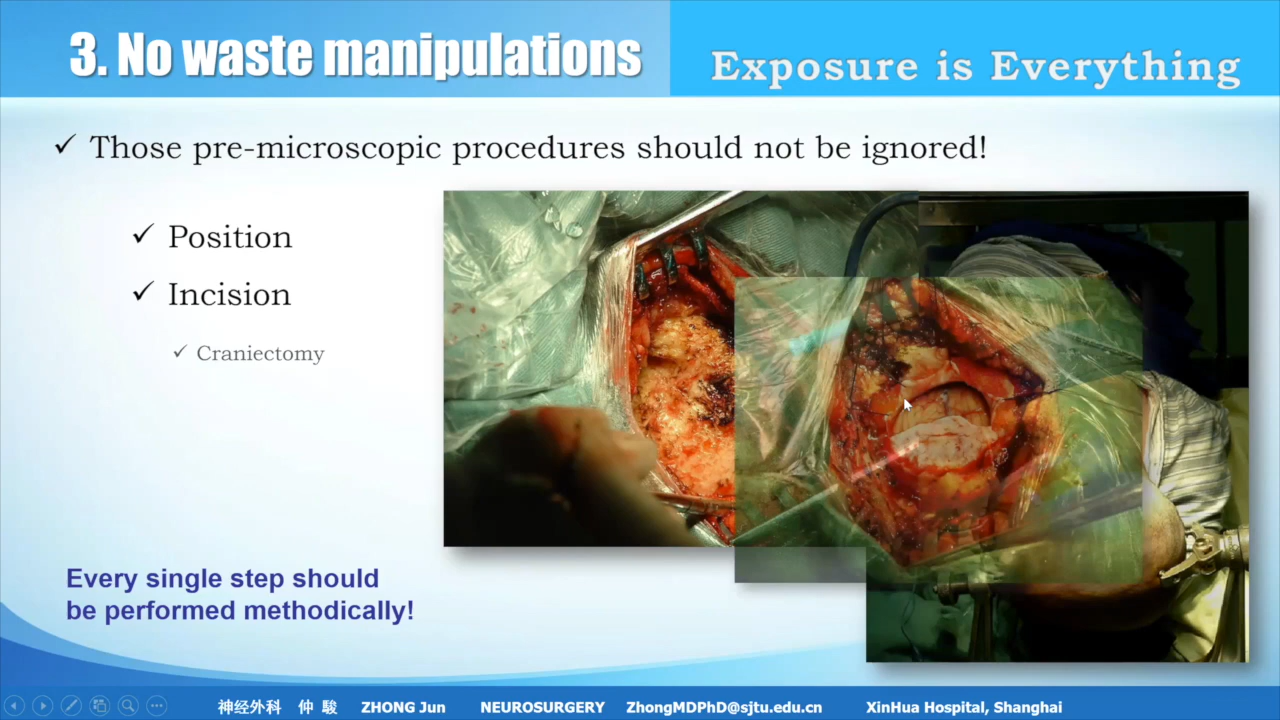 3. No waste manipulations
Exposure is Everything
✓ Those pre-microscopic procedures should not be ignored!
✓ Position
✓ Incision
✓ Craniectomy
Every single step should
be performed methodically!
神经外科 仲 骏 ZHONG Jun NEUROSURGERY ZhongMDPhD@sjtu.edu.cn XinHua Hospital, Shanghai